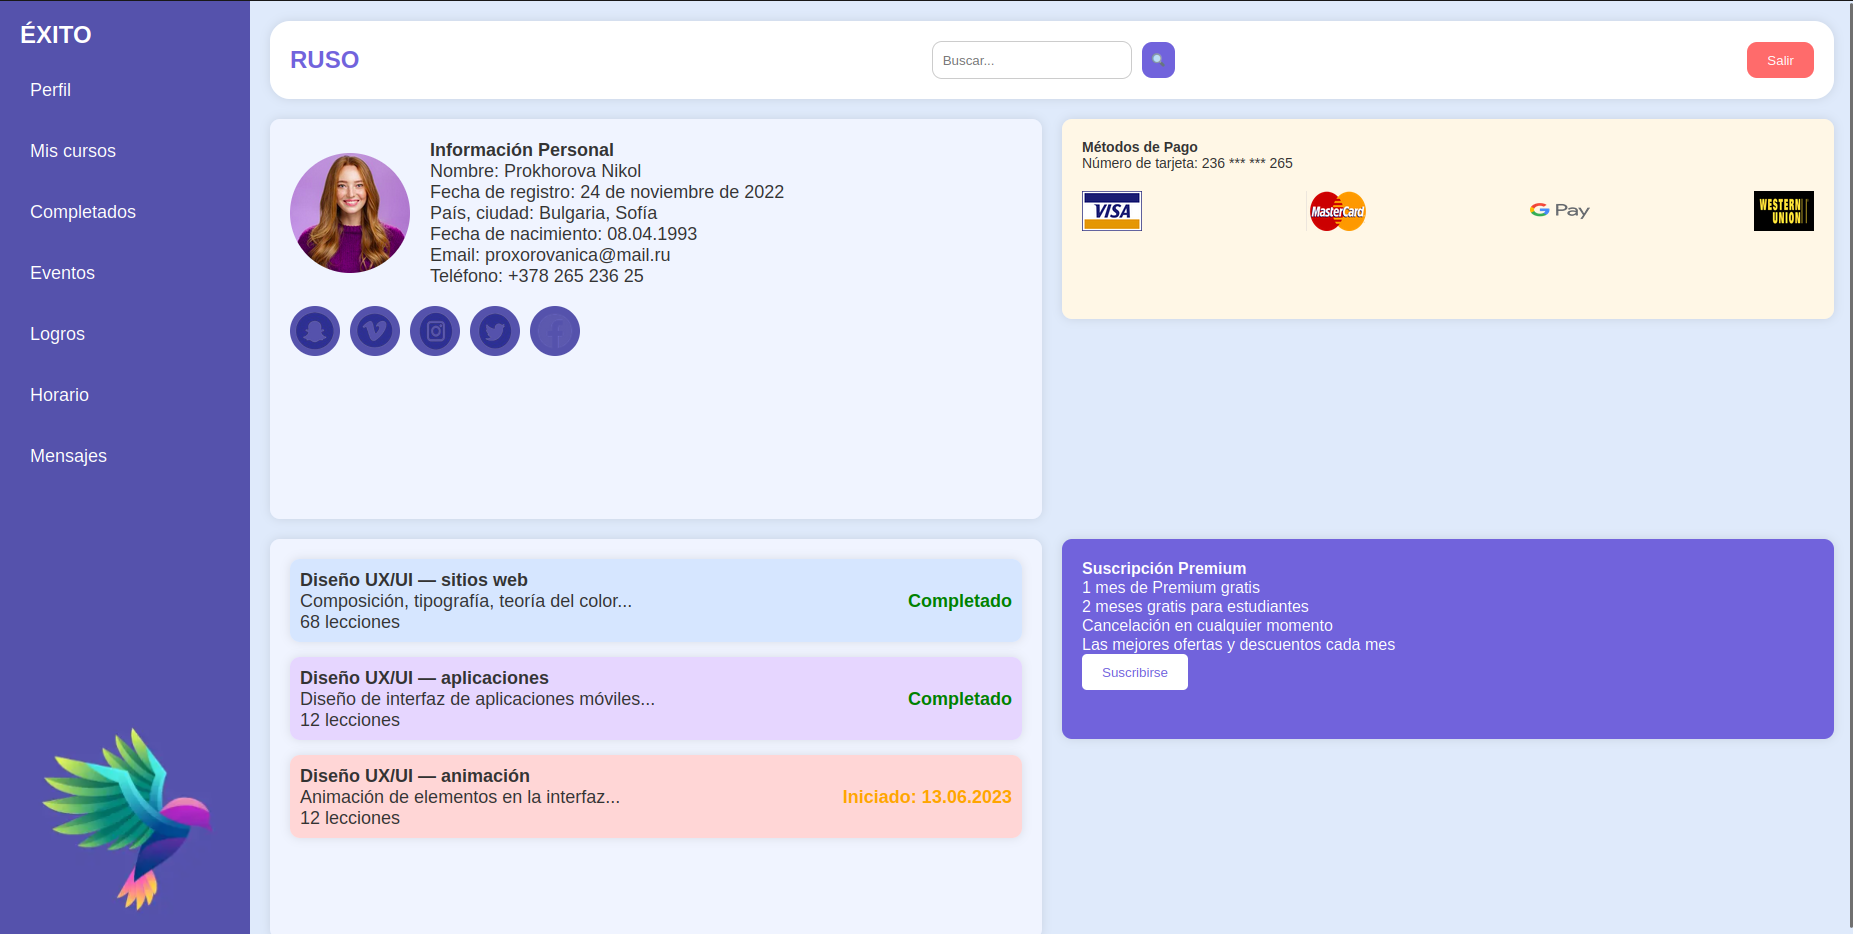 ÉXITO
Perfil
Mis cursos
Completados
Eventos
Logros
Horario
Mensajes
RUSO
Buscar...
Salir
Información Personal
Nombre: Prokhorova Nikol
Fecha de registro: 24 de noviembre de 2022
País, ciudad: Bulgaria, Sofía
Fecha de nacimiento: 08.04.1993
Email: proxorovanica@mail.ru
Teléfono: +378 265 236 25
Métodos de Pago
Número de tarjeta: 236 *** *** 265
VISA
MasterCard
G Pay
WESTERN
UNION
Diseño UX/UI — sitios web
Composición, tipografía, teoría del color...
68 lecciones
Completado
Diseño UX/UI — aplicaciones
Diseño de interfaz de aplicaciones móviles...
12 lecciones
Completado
Diseño UX/UI — animación
Animación de elementos en la interfaz...
12 lecciones
Iniciado: 13.06.2023
Suscripción Premium
1 mes de Premium gratis
2 meses gratis para estudiantes
Cancelación en cualquier momento
Las mejores ofertas y descuentos cada mes
Suscribirse